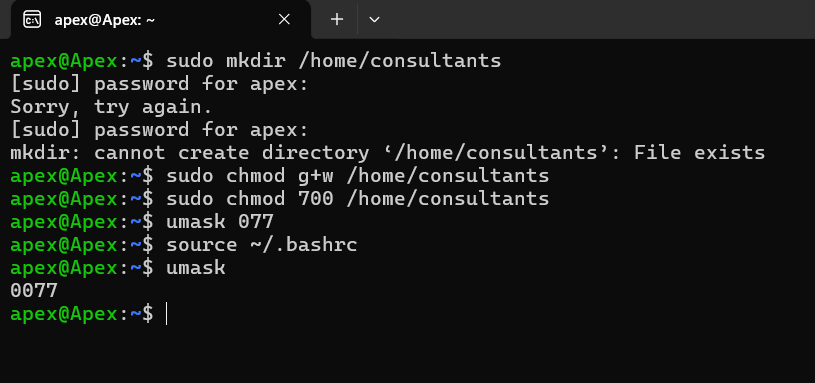 apex@Apex: ~
apex@Apex:~$ sudo mkdir /home/consultants
[sudo] password for apex:
Sorry, try again.
[sudo] password for apex:
mkdir: cannot create directory ‘/home/consultants’: File exists
apex@Apex:~$ sudo chmod g+w /home/consultants
apex@Apex:~$ sudo chmod 700 /home/consultants
apex@Apex:~$ umask 077
apex@Apex:~$ source ~/.bashrc
apex@Apex:~$ umask
0077
apex@Apex:~$